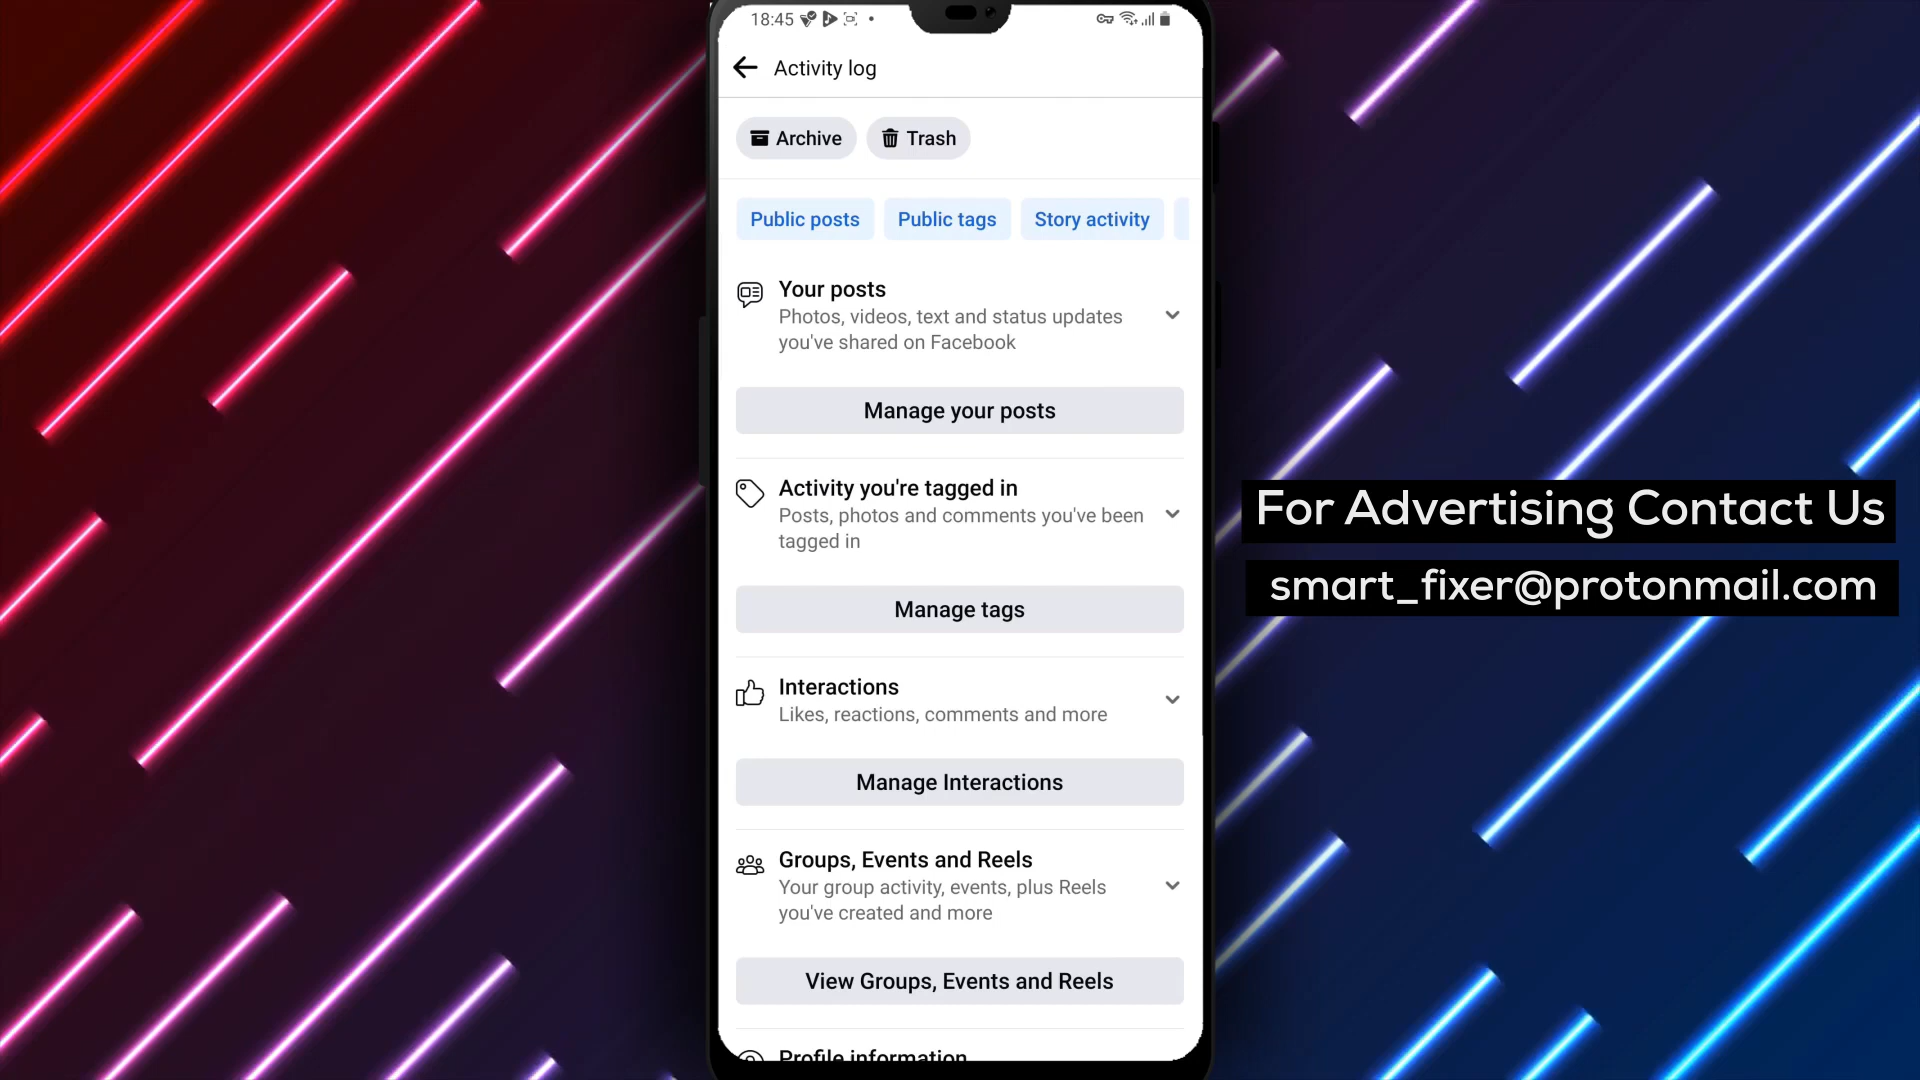 18:45
Activity log
Archive
Trash
Public posts
Public tags
Story activity
Your posts
Photos, videos, text and status updates
you've shared on Facebook
Manage your posts
Activity you're tagged in
Posts, photos and comments you've been
tagged in
Manage tags
Interactions
Likes, reactions, comments and more
Manage Interactions
Groups, Events and Reels
Your group activity, events, plus Reels
you've created and more
View Groups, Events and Reels
Profile information
For Advertising Contact Us
smart_fixer@protonmail.com